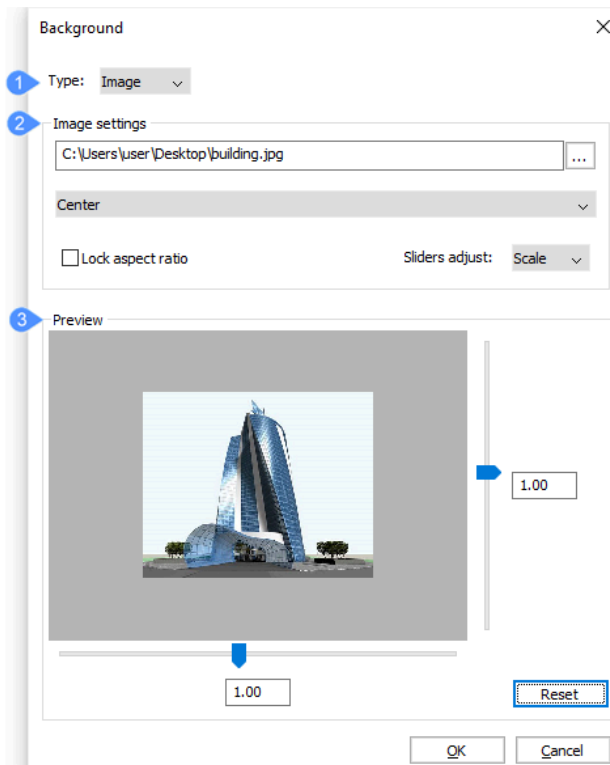 Background
1 Type: Image
2 Image settings
C:\Users\user\Desktop\building.jpg ...
Center
Lock aspect ratio Sliders adjust: Scale
3 Preview
1.00
1.00
Reset
OK Cancel